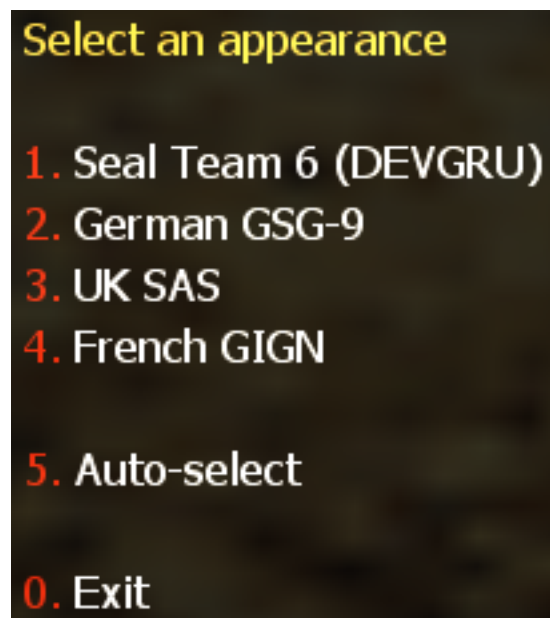 Select an appearance
1. Seal Team 6 (DEVGRU)
2. German GSG-9
3. UK SAS
4. French GIGN
5. Auto-select
0. Exit